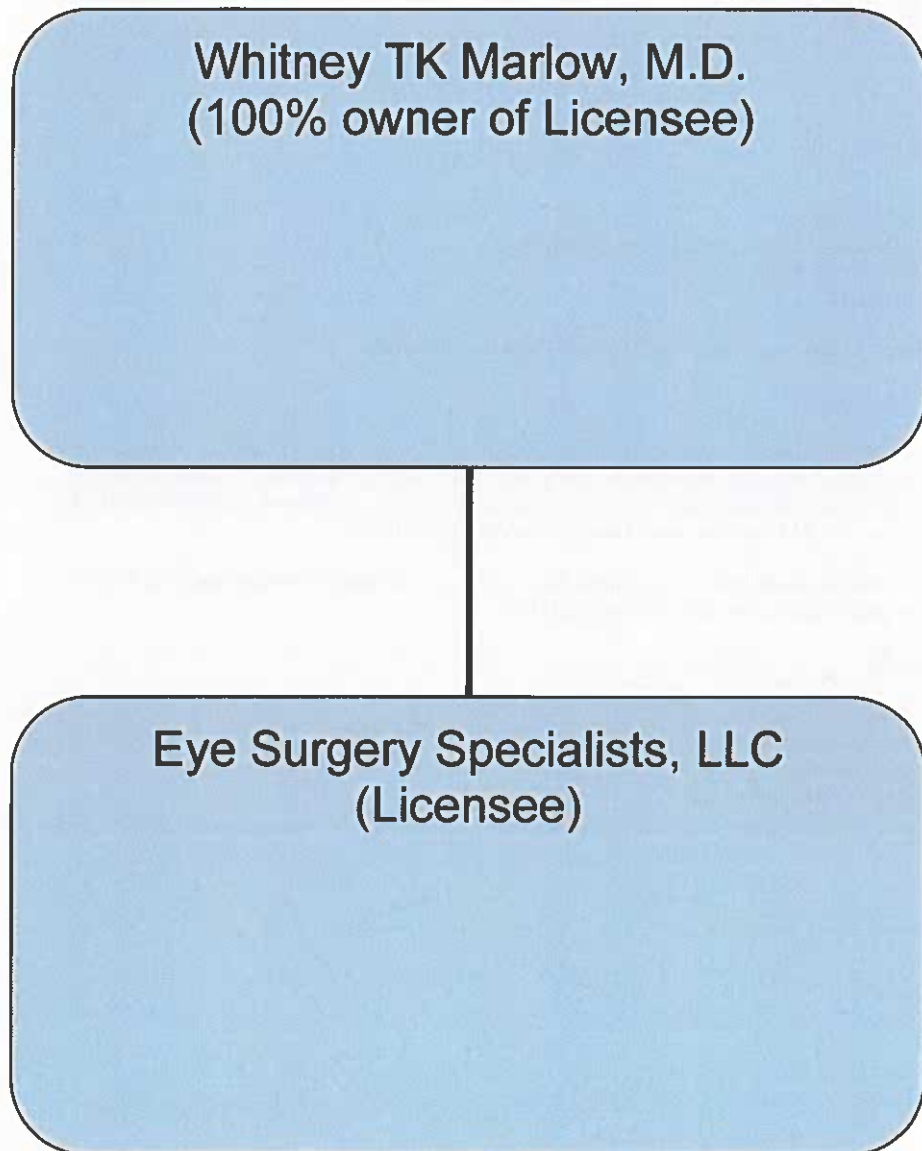 Whitney TK Marlow, M.D.
(100% owner of Licensee)
Eye Surgery Specialists, LLC
(Licensee)